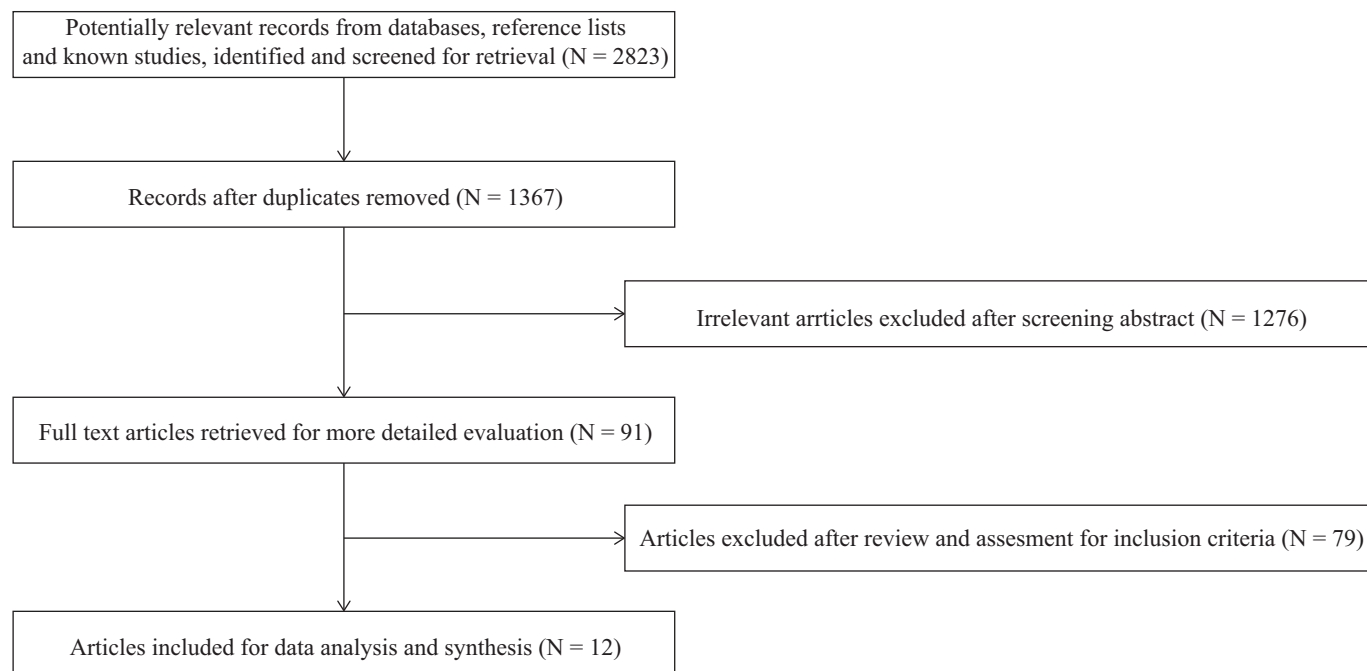 Potentially relevant records from databases, reference lists
and known studies, identified and screened for retrieval (N = 2823)
Records after duplicates removed (N = 1367)
Irrelevant arrticles excluded after screening abstract (N = 1276)
Full text articles retrieved for more detailed evaluation (N = 91)
Articles excluded after review and assesment for inclusion criteria (N = 79)
Articles included for data analysis and synthesis (N = 12)